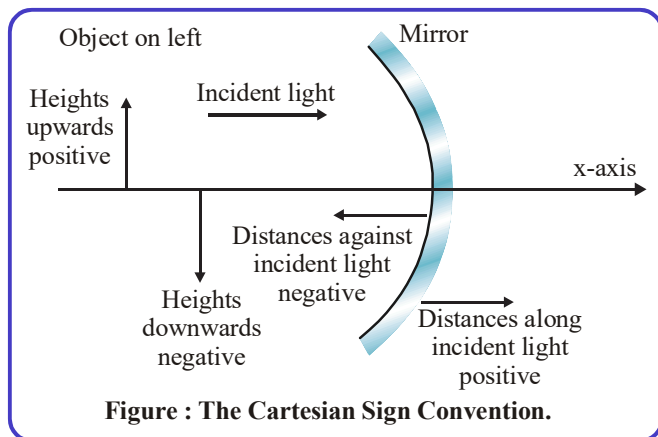 Object on left
Mirror
Heights
upwards
positive
Incident light
x-axis
Distances against
incident light
negative
Heights
downwards
negative
Distances along
incident light
positive
Figure : The Cartesian Sign Convention.